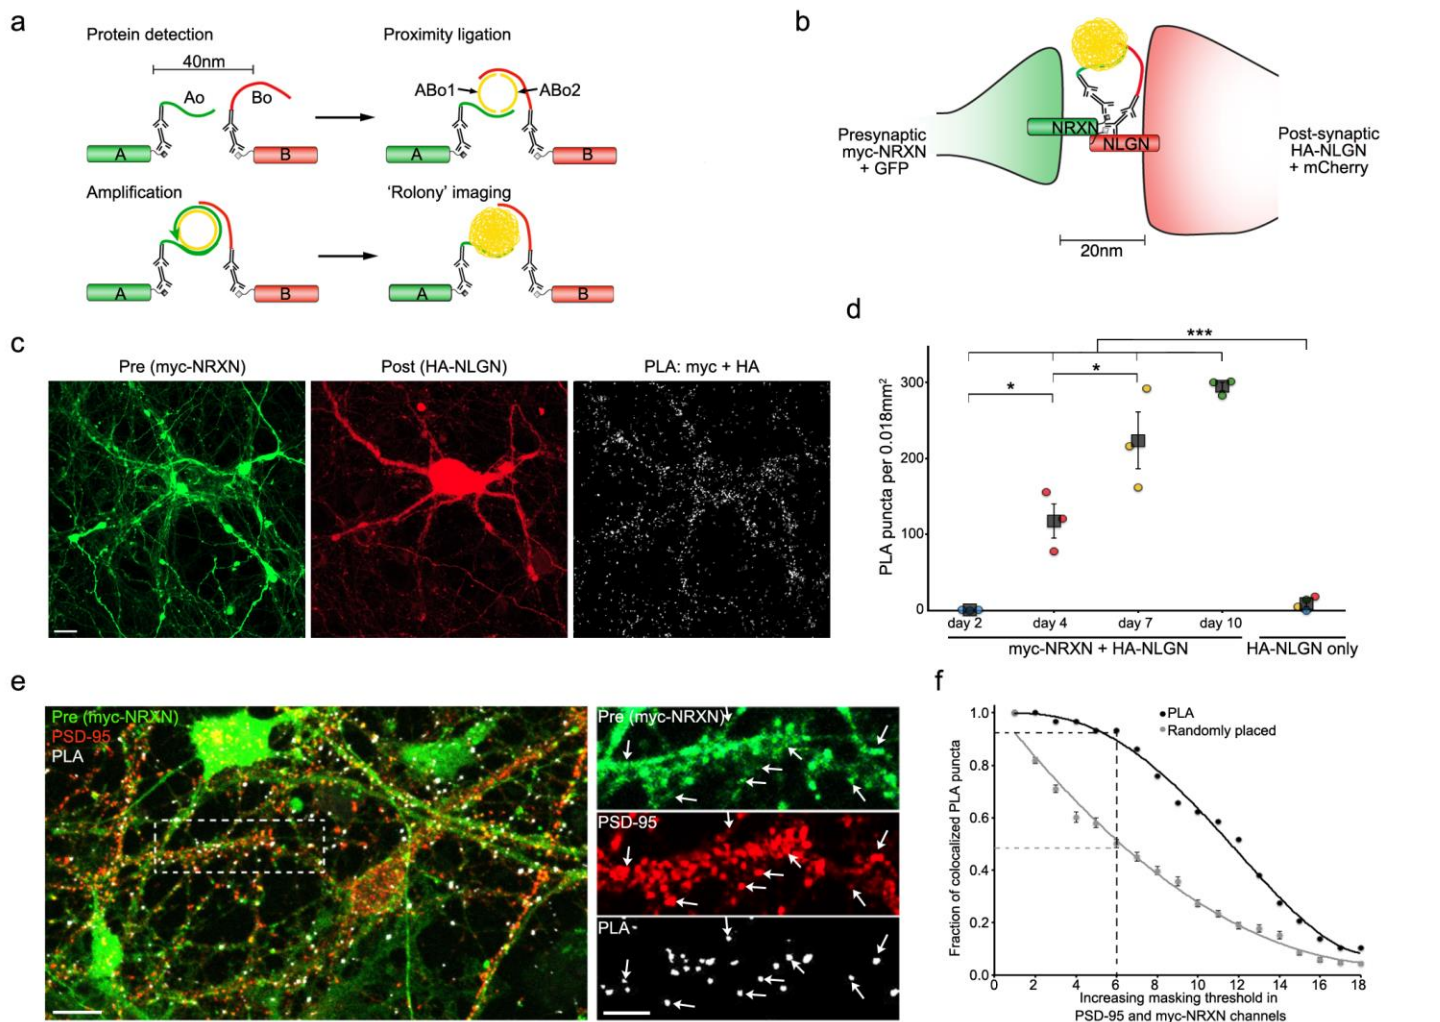 a
Protein detection
Proximity ligation
40nm
Ao
Bo
ABo1
ABo2
A
B
A
B
Amplification
'Rolony' imaging
A
B
A
B
b
NRXN
NLGN
Presynaptic
myc-NRXN
+ GFP
Post-synaptic
HA-NLGN
+ mCherry
20nm
c
Pre (myc-NRXN)
Post (HA-NLGN)
PLA: myc + HA
d
***
*
*
PLA puncta per 0.018mm²
300
200
100
0
day 2
day 4
day 7
day 10
myc-NRXN + HA-NLGN
HA-NLGN only
e
Pre (myc-NRXN)
PSD-95
PLA
Pre (myc-NRXN)
PSD-95
PLA
f
PLA
Randomly placed
Fraction of colocalized PLA puncta
1.0
0.8
0.6
0.4
0.2
0.0
0 2 4 6 8 10 12 14 16 18
Increasing masking threshold in
PSD-95 and myc-NRXN channels